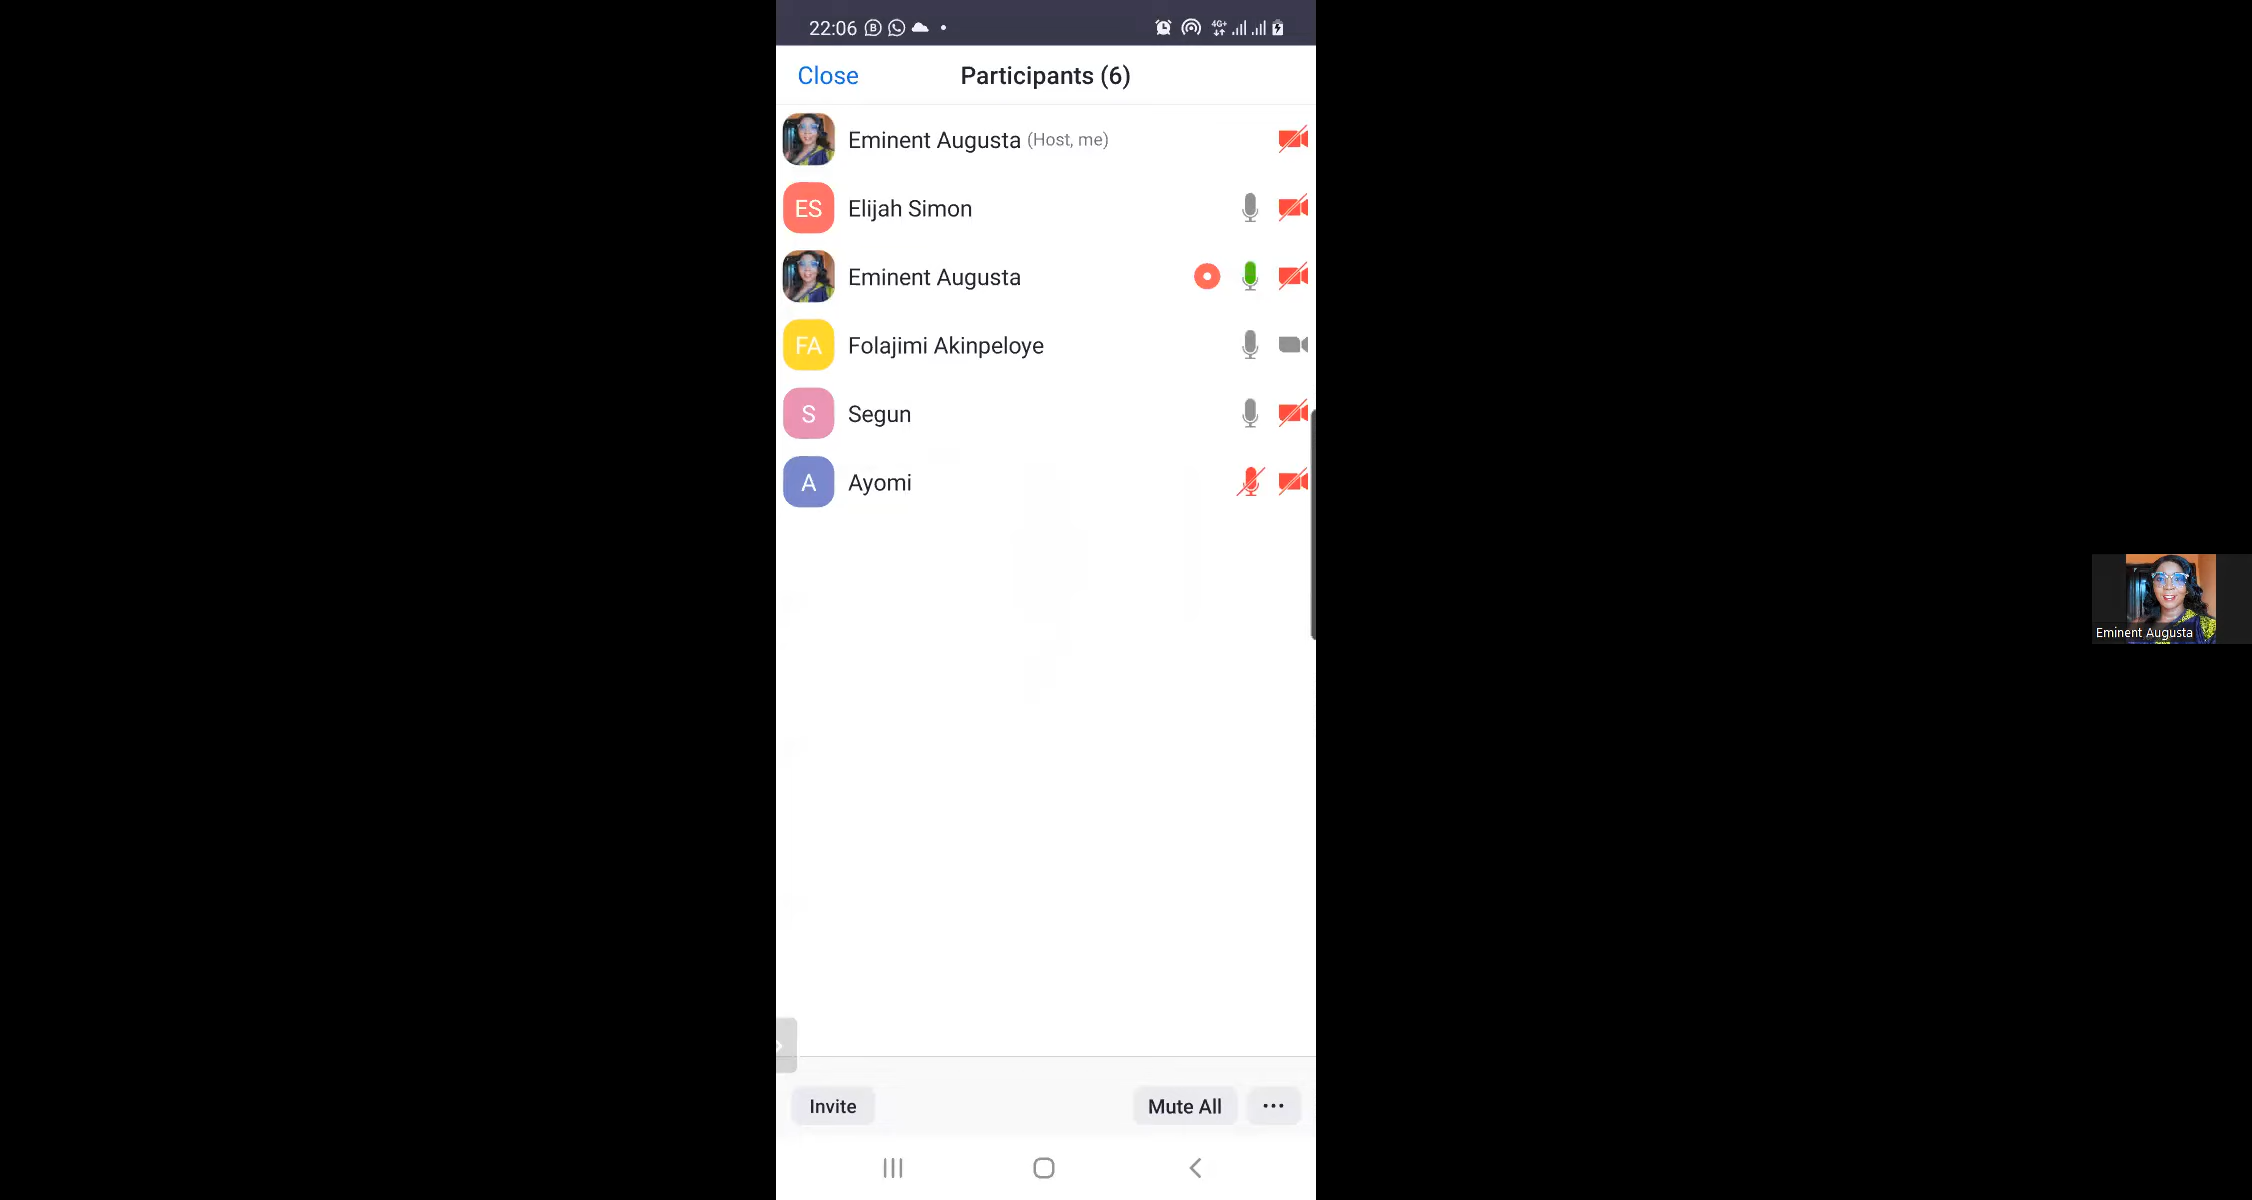 22:06
4G+
Close
Participants (6)
Eminent Augusta (Host, me)
ES
Elijah Simon
Eminent Augusta
FA
Folajimi Akinpeloye
S
Segun
A
Ayomi
Eminent Augusta
Invite
Mute All